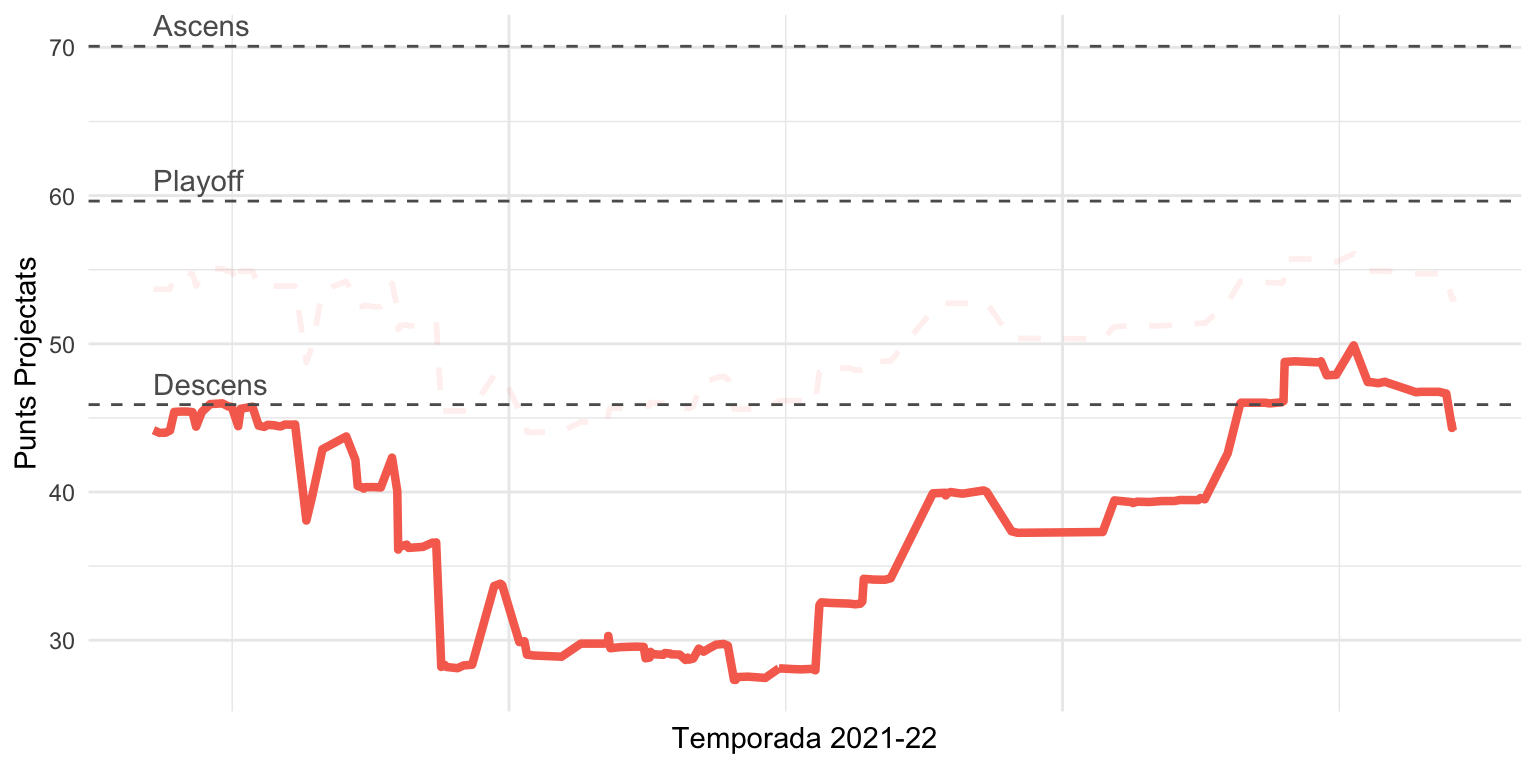 Ascens
70
Playoff
60
50
Descens
40
30
Punts Projectats
Temporada 2021-22